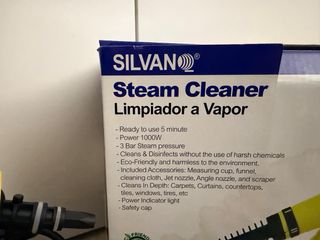 SILVANO®
Steam Cleaner
Limpiador a Vapor
- Ready to use 5 minute
- Power 1000W
- 3 Bar Steam pressure
- Cleans & Disinfects without the use of harsh chemicals
- Eco-Friendly and harmless to the environment.
- Included Accessories: Measuring cup, funnel,
cleaning cloth, Jet nozzle, Angle nozzle, and scraper
- Cleans In Depth: Carpets, Curtains, countertops,
tiles, windows, tires, etc
- Power Indicator light
- Safety cap
FRIEND